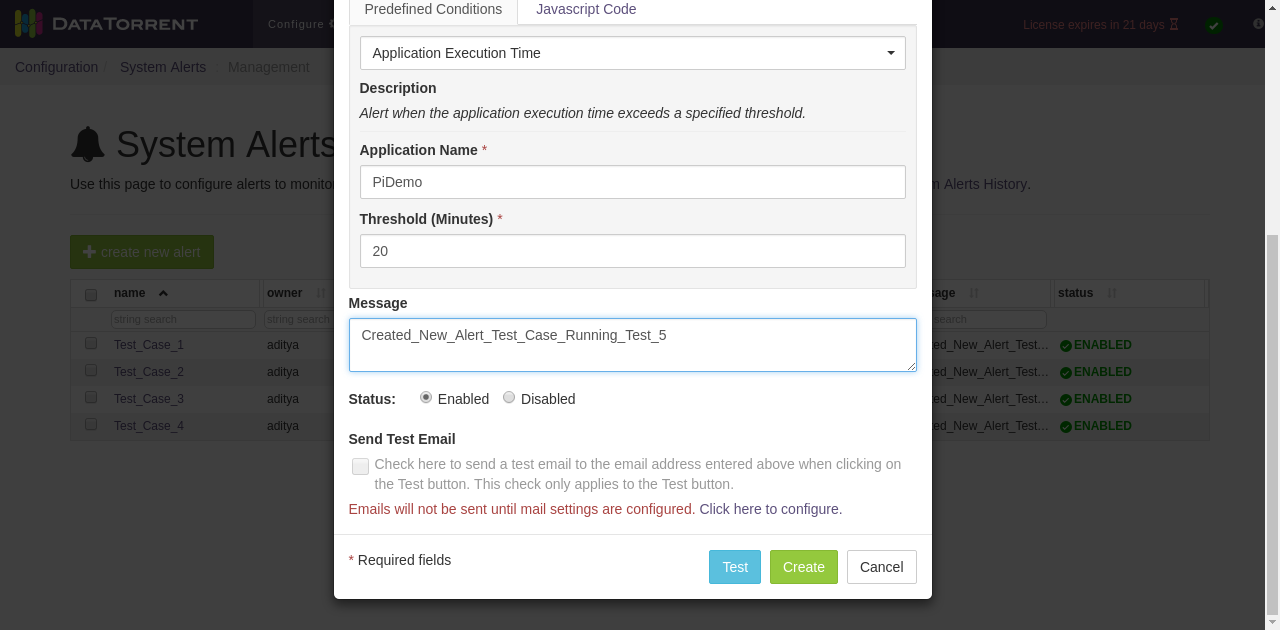 Predefined Conditions Javascript Code
DATATORRENT Configure License expires in 21 days
Application Execution Time
Configuration System Alerts Management
Description
Alert when the application execution time exceeds a specified threshold.
System Alerts
Application Name *
PiDemo
Use this page to configure alerts to Alerts History.
Threshold (Minutes) *
20
create new alert
name owner status
Message
string search string search search
Created_New_Alert_Test_Case_Running_Test_5
Test_Case_1 aditya ed_New_Alert_Test... ENABLED
Test_Case_2 aditya ed_New_Alert_Test... ENABLED
Test_Case_3 aditya ed_New_Alert_Test... ENABLED
Test_Case_4 aditya ed_New_Alert_Test... ENABLED
Status: Enabled Disabled
Send Test Email
Check here to send a test email to the email address entered above when clicking on
the Test button. This check only applies to the Test button.
Emails will not be sent until mail settings are configured. Click here to configure.
* Required fields Test Create Cancel